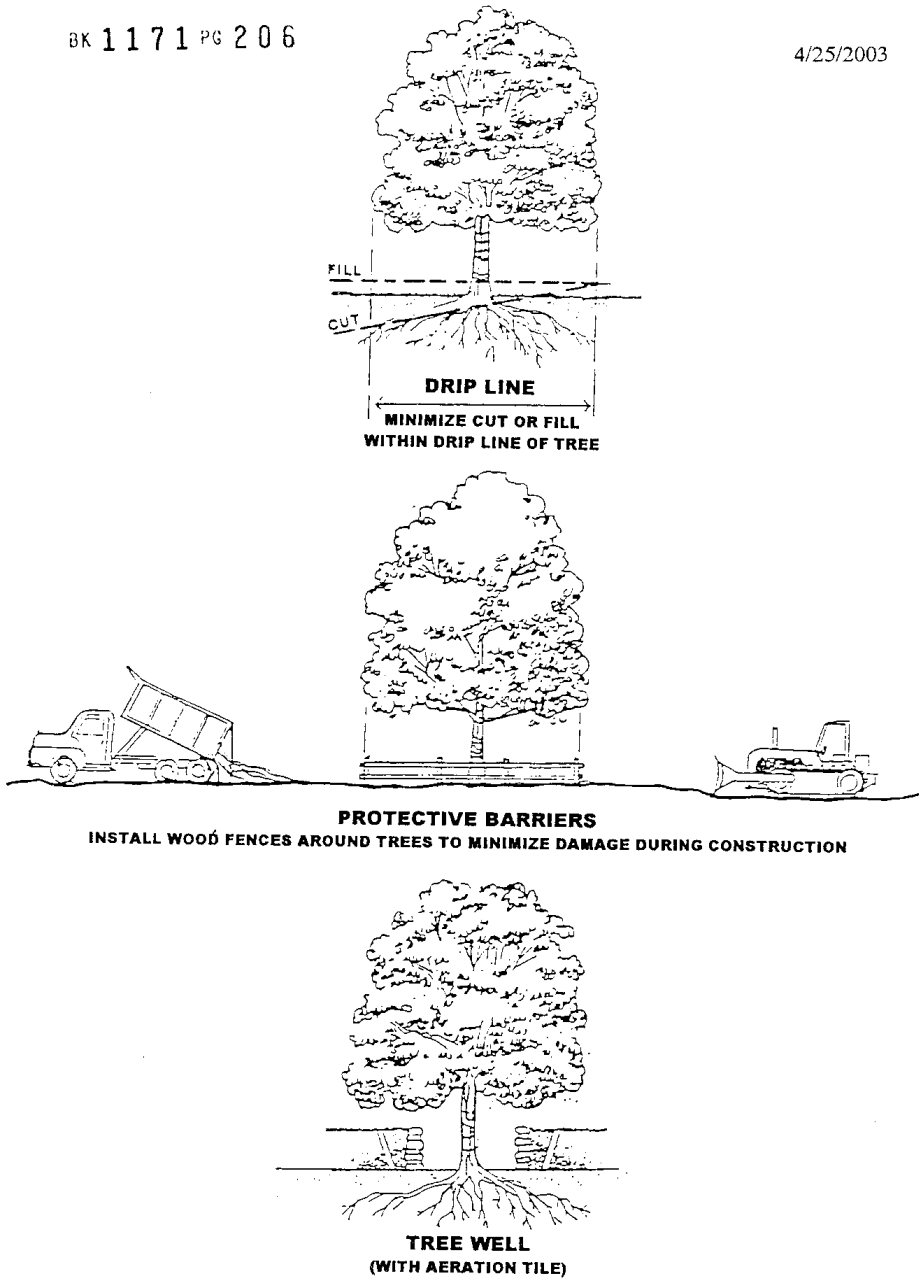 BK 1171 PG 206
4/25/2003
FILL
CUT
DRIP LINE
MINIMIZE CUT OR FILL
WITHIN DRIP LINE OF TREE
PROTECTIVE BARRIERS
INSTALL WOOD FENCES AROUND TREES TO MINIMIZE DAMAGE DURING CONSTRUCTION
TREE WELL
(WITH AERATION TILE)